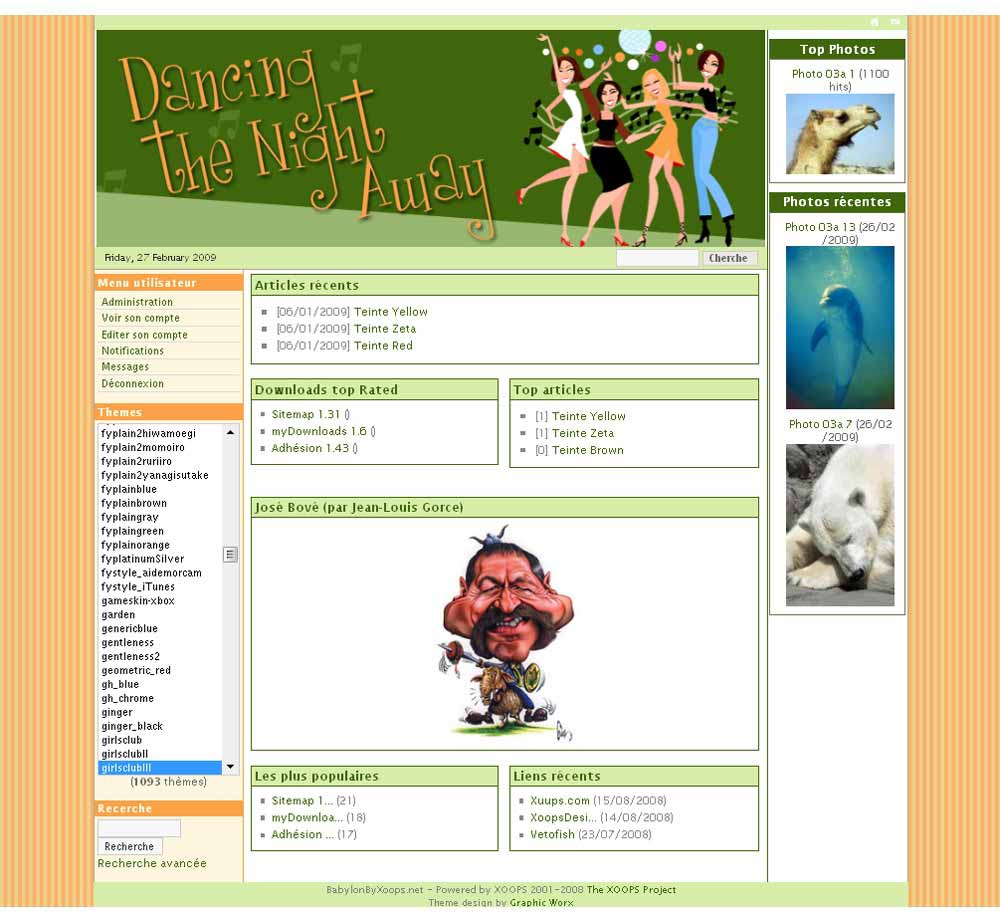 Dancing
the Night
Away
Friday, 27 February 2009
Cherche
Menu utilisateur
Administration
Voir son compte
Editer son compte
Notifications
Messages
Déconnexion
Themes
fyplain2hiwamoegi
fyplain2momoiro
fyplain2ruriiro
fyplain2yanagisutake
fyplainblue
fyplainbrown
fyplaingray
fyplaingreen
fyplainorange
fyplatinumSilver
fystyle_aidemorcam
fystyle_iTunes
gameskin-xbox
garden
genericblue
gentleness
gentleness2
geometric_red
gh_blue
gh_chrome
ginger
ginger_black
girlsclub
girlsclubII
girlsclubIII
(1093 thèmes)
Recerche
Recherche
Recherche avancée
Articles récents
[06/01/2009] Teinte Yellow
[06/01/2009] Teinte Zeta
[06/01/2009] Teinte Red
Downloads top Rated
Sitemap 1.31 ()
myDownloads 1.6 ()
Adhésion 1.43 ()
Top articles
[1] Teinte Yellow
[1] Teinte Zeta
[0] Teinte Brown
José Bové (par Jean-Louis Gorce)
Les plus populaires
Sitemap 1... (21)
myDownloa... (18)
Adhésion ... (17)
Liens récents
Xuups.com (15/08/2008)
XoopsDesi... (14/08/2008)
Vetofish (23/07/2008)
Top Photos
Photo 03a 1 (1100
hits)
Photos récentes
Photo 03a 13 (26/02
/2009)
Photo 03a 7 (26/02
/2009)
BabylonByXoops.net - Powered by XOOPS 2001-2008 The XOOPS Project
Theme design by Graphic Worx